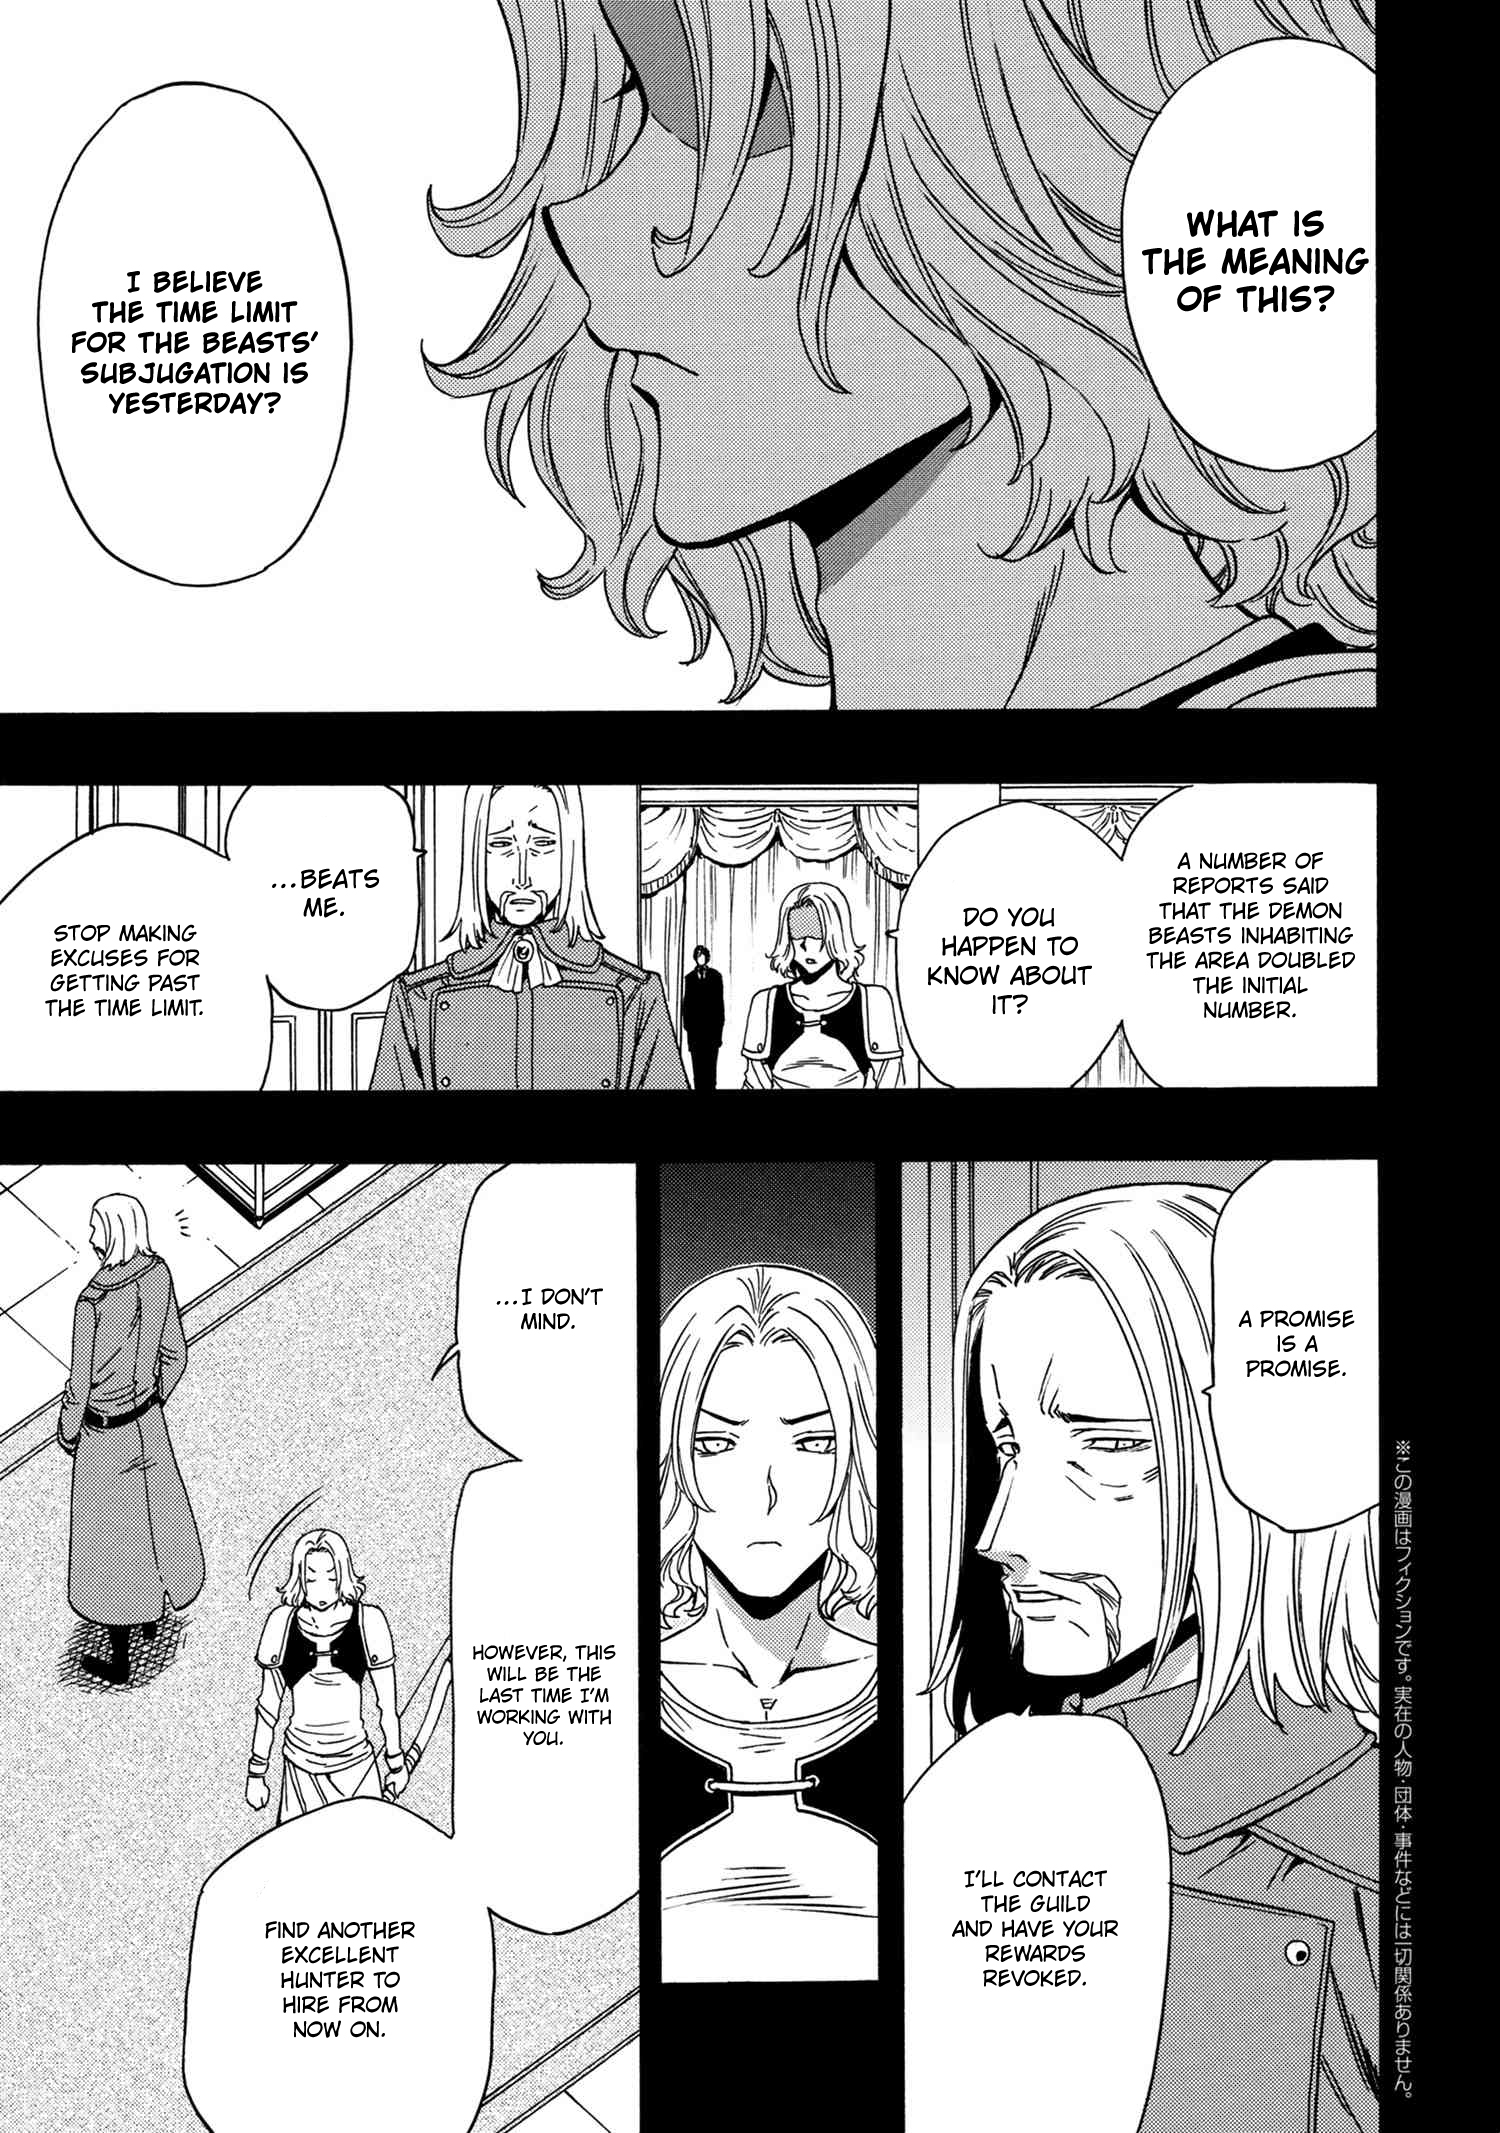 WHAT IS
THE MEANING
OF THIS?
I BELIEVE
THE TIME LIMIT
FOR THE BEASTS'
SUBJUGATION IS
YESTERDAY?
A NUMBER OF
REPORTS SAID
THAT THE DEMON
BEASTS INHABITING
THE AREA DOUBLED
THE INITIAL
NUMBER.
DO YOU
HAPPEN TO
KNOW ABOUT
IT?
...BEATS
ME.
STOP MAKING
EXCUSES FOR
GETTING PAST
THE TIME LIMIT.
A PROMISE
IS A
PROMISE.
I'LL CONTACT
THE GUILD
AND HAVE YOUR
REWARDS
REVOKED.
...I DON'T
MIND.
HOWEVER, THIS
WILL BE THE
LAST TIME I'M
WORKING WITH
YOU.
FIND ANOTHER
EXCELLENT
HUNTER TO
HIRE FROM
NOW ON.
※この漫画はフィクションです。実在の人物・団体・事件などには一切関係ありません。